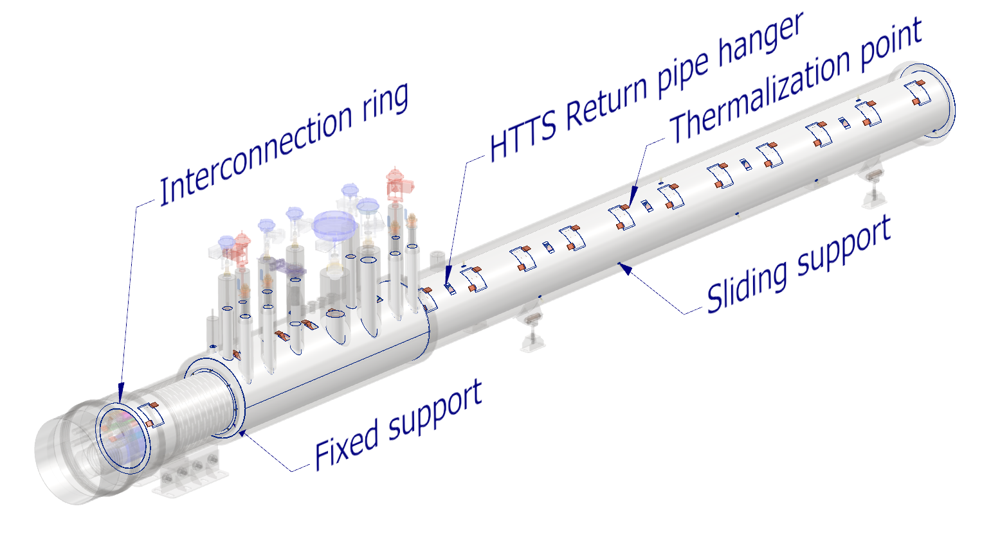 HTTS Return pipe hanger
Thermalization point
Interconnection ring
Sliding support
Fixed support